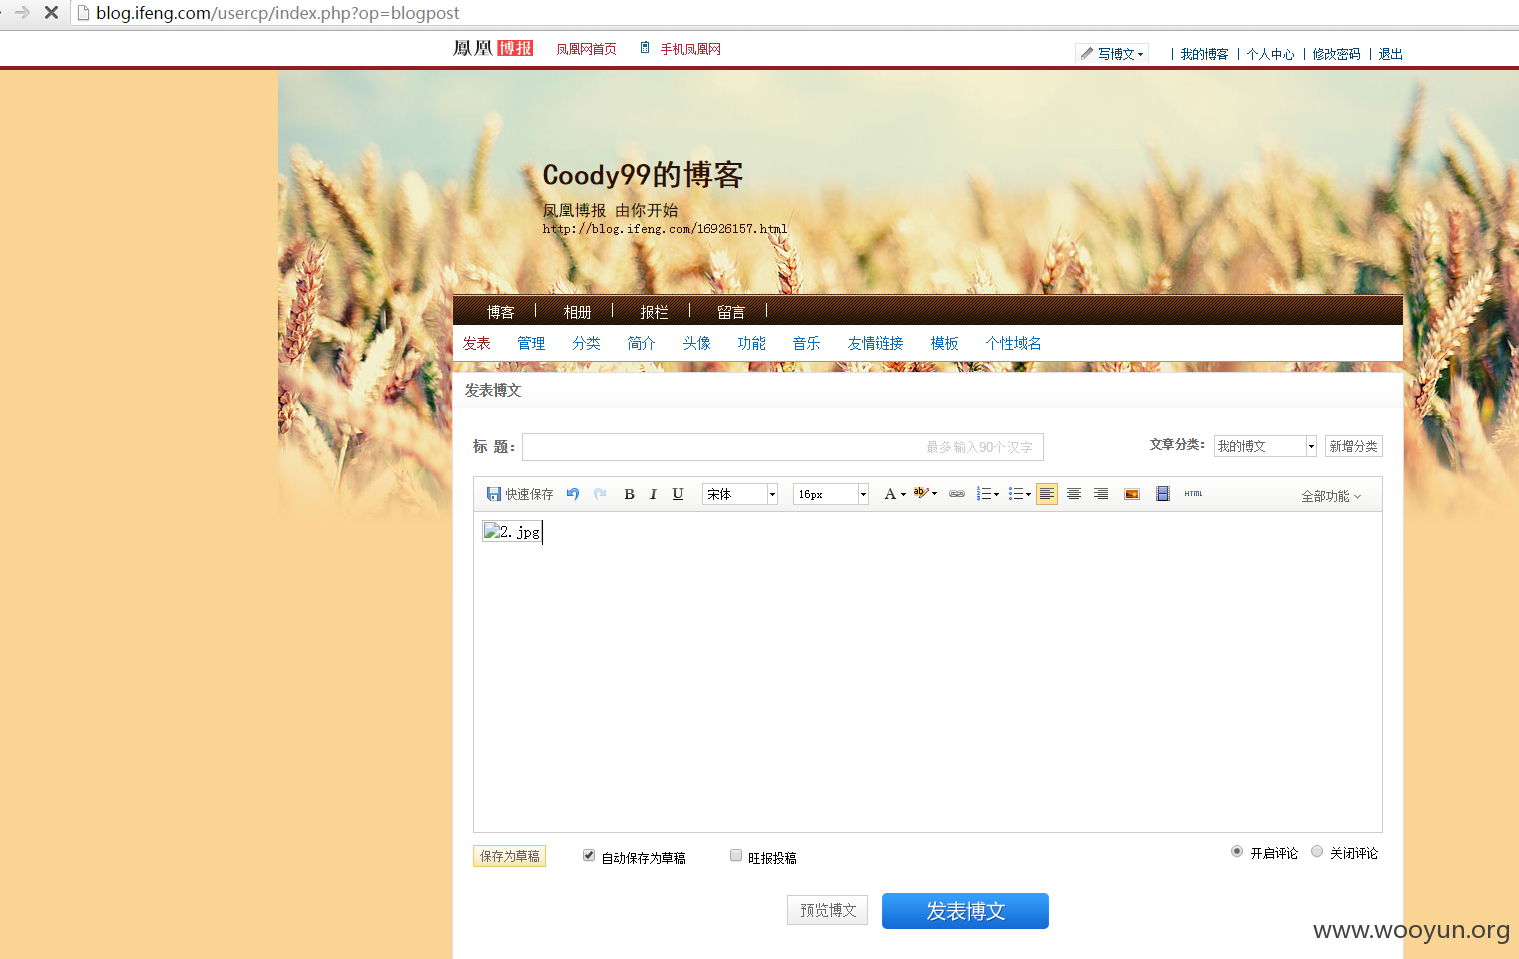 blog.ifeng.com/usercp/index.php?op=blogpost
鳳凰 博报 凤凰网首页 手机凤凰网 写博文 | 我的博客 | 个人中心 | 修改密码 | 退出
Coody99的博客
凤凰博报 由你开始
http://blog.ifeng.com/16926157.html
博客 | 相册 | 报栏 | 留言 |
发表 管理 分类 简介 头像 功能 音乐 友情链接 模板 个性域名
发表博文
标 题： 最多输入90个汉字 文章分类： 我的博文 新增分类
快速保存 B I U 宋体 16px A ab HTML 全部功能
2.jpg
保存为草稿 自动保存为草稿 旺报投稿 开启评论 关闭评论
预览博文 发表博文
www.wooyun.org